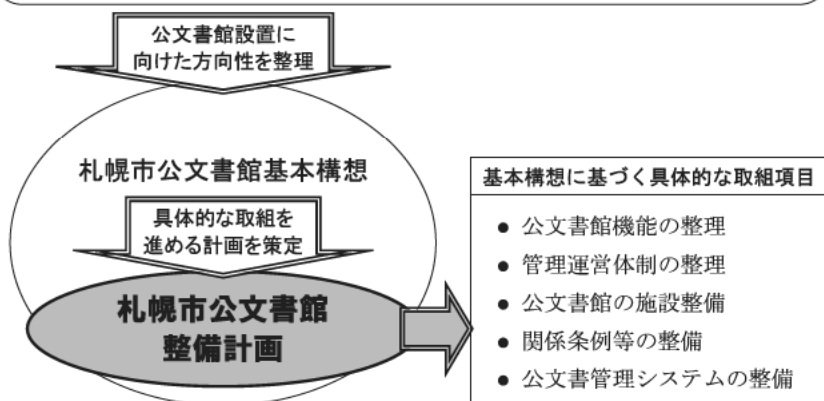 公文書館設置に
向けた方向性を整理
札幌市公文書館基本構想
具体的な取組を
進める計画を策定
札幌市公文書館
整備計画
基本構想に基づく具体的な取組項目
● 公文書館機能の整理
● 管理運営体制の整理
● 公文書館の施設整備
● 関係条例等の整備
● 公文書管理システムの整備